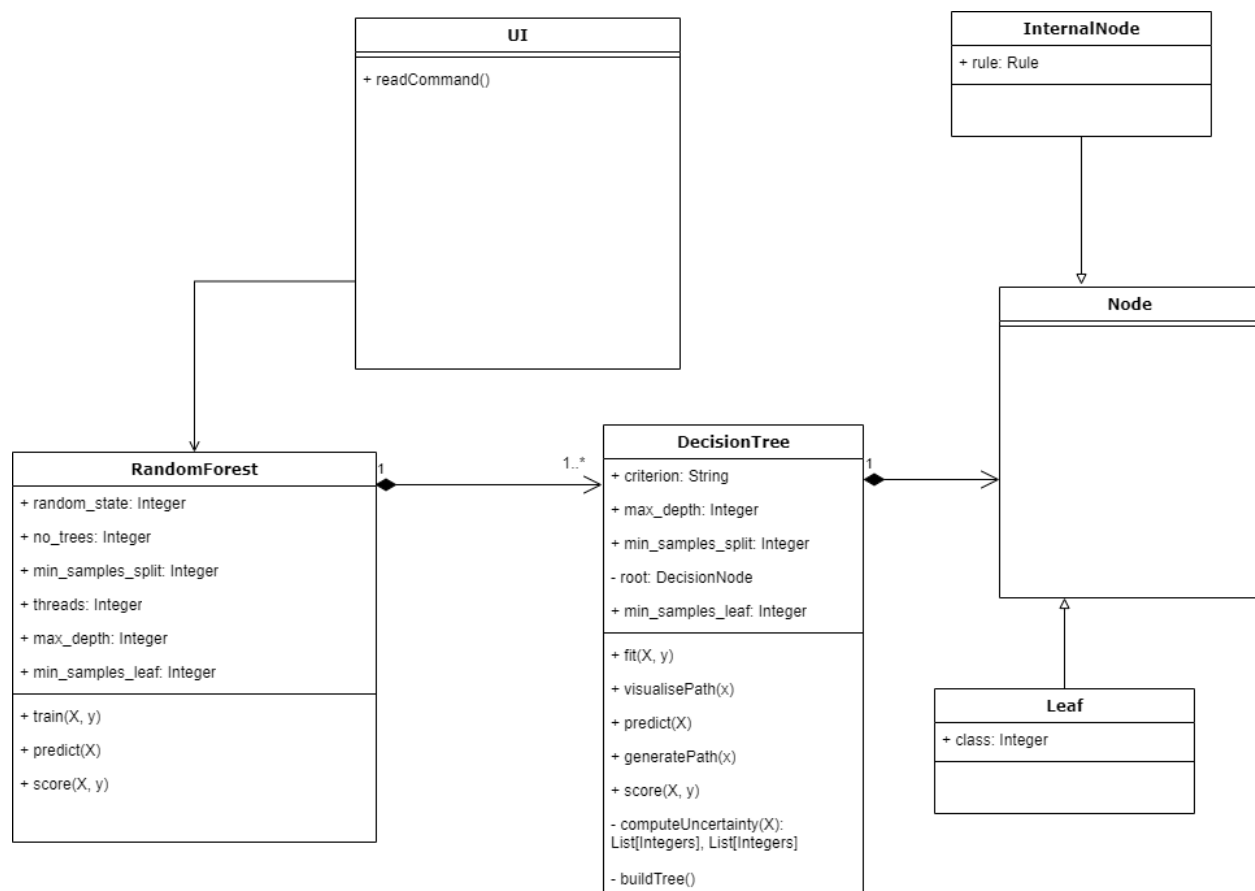 UI
+ readCommand()
InternalNode
+ rule: Rule
Node
RandomForest
+ random_state: Integer
+ no_trees: Integer
+ min_samples_split: Integer
+ threads: Integer
+ max_depth: Integer
+ min_samples_leaf: Integer
+ train(X, y)
+ predict(X)
+ score(X, y)
1
1..*
DecisionTree
+ criterion: String
+ max_depth: Integer
+ min_samples_split: Integer
- root: DecisionNode
+ min_samples_leaf: Integer
+ fit(X, y)
+ visualisePath(x)
+ predict(X)
+ generatePath(x)
+ score(X, y)
- computeUncertainty(X):
List[Integers], List[Integers]
- buildTree()
1
Leaf
+ class: Integer